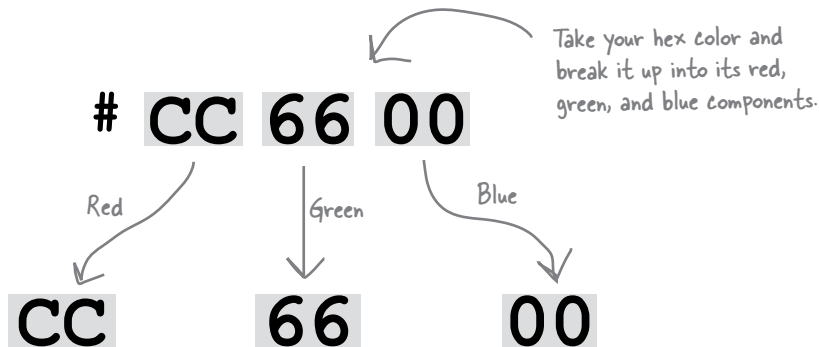 Take your hex color and
break it up into its red,
green, and blue components.
# CC 66 00
Red
Green
Blue
CC 66 00